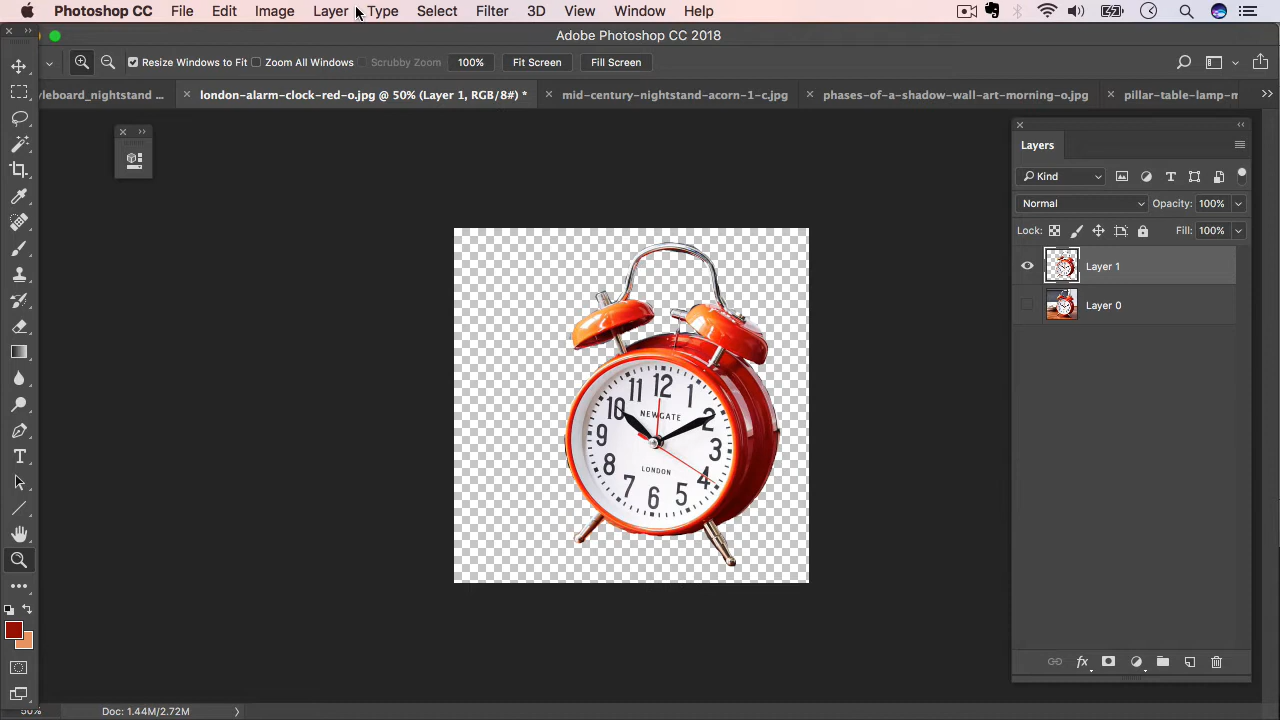 Photoshop CC File Edit Image Layer Type Select Filter 3D View Window Help
Adobe Photoshop CC 2018
Resize Windows to Fit Zoom All Windows Scrubby Zoom 100% Fit Screen Fill Screen
yleboard_nightstand ... london-alarm-clock-red-o.jpg @ 50% (Layer 1, RGB/8#) * mid-century-nightstand-acorn-1-c.jpg phases-of-a-shadow-wall-art-morning-o.jpg pillar-table-lamp-m
Layers
Kind
Normal Opacity: 100%
Lock: Fill: 100%
Layer 1
Layer 0
12
11 1
10 2
NEWGATE
9 3
LONDON
8 4
7 5
6
50% Doc: 1.44M/2.72M